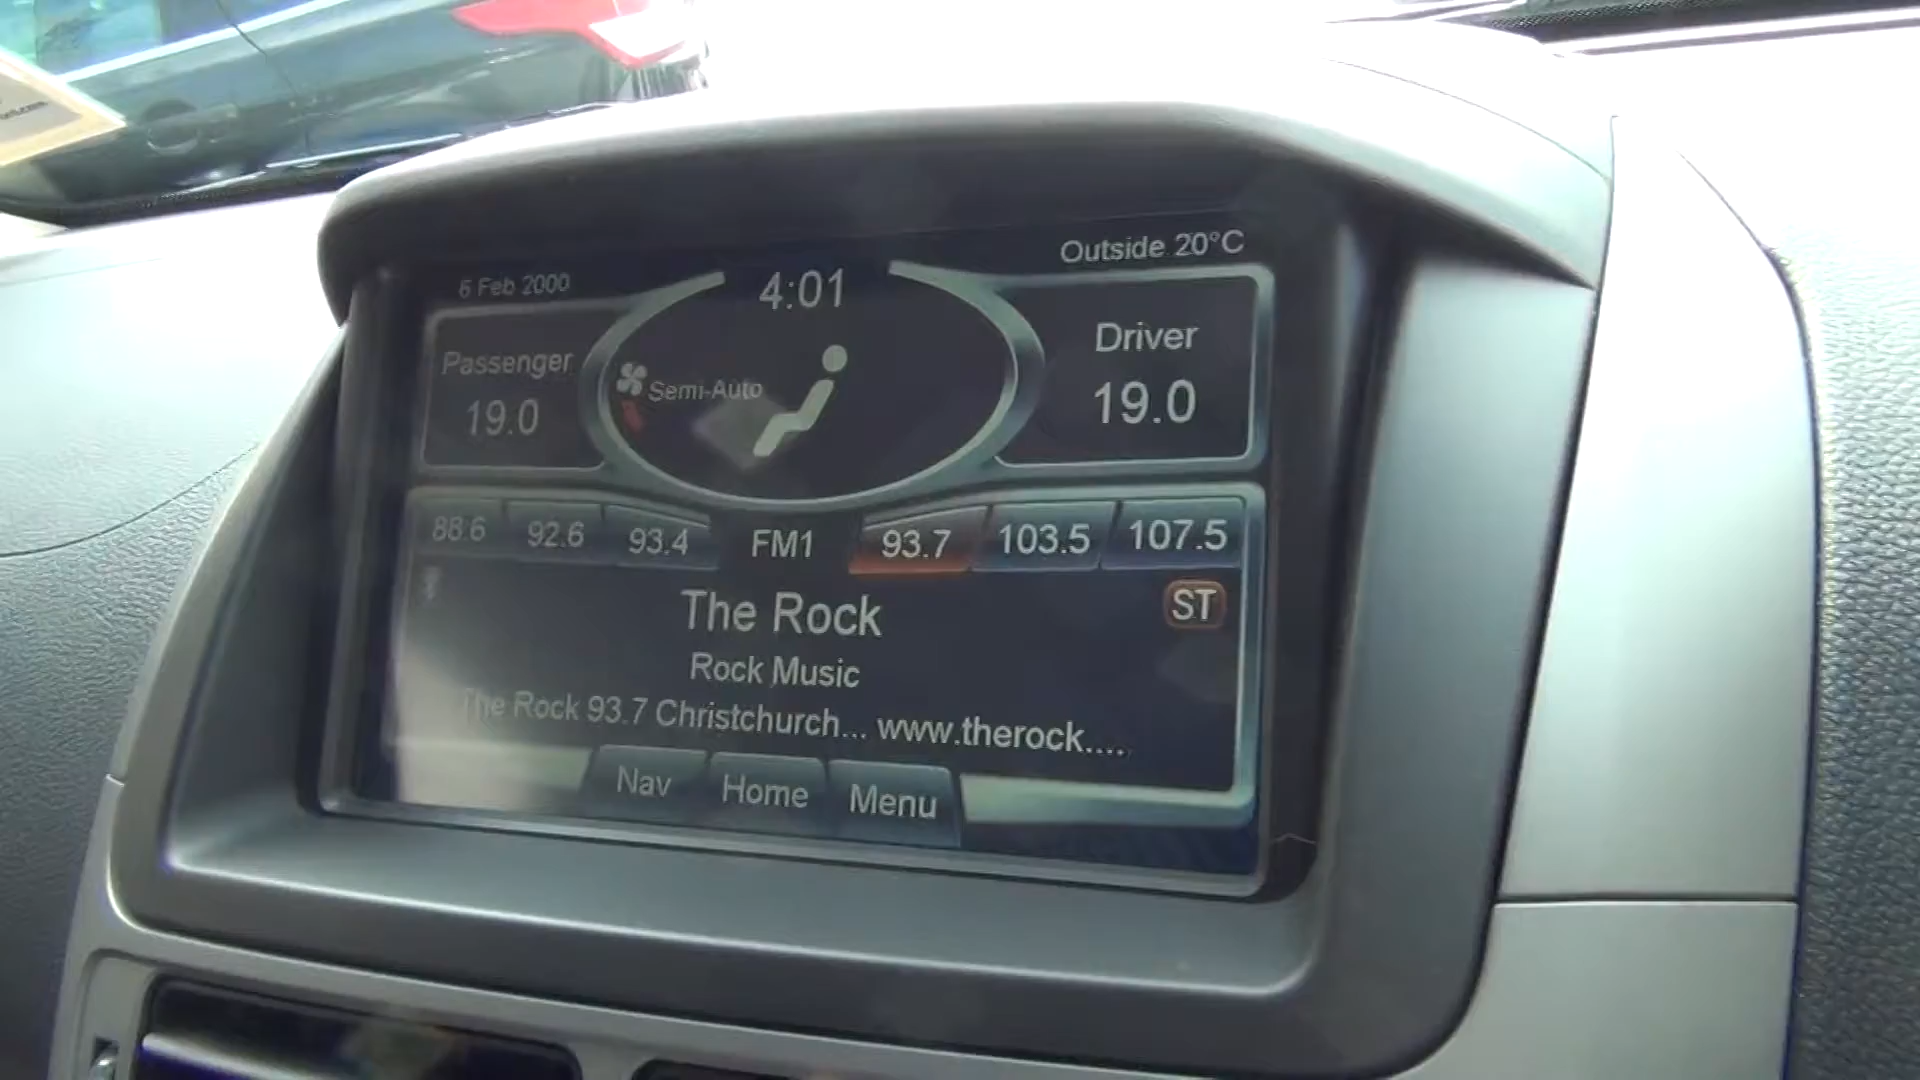 6 Feb 2000
4:01
Outside 20°C
Passenger
19.0
Semi-Auto
Driver
19.0
88.6 92.6 93.4 FM1 93.7 103.5 107.5
The Rock
ST
Rock Music
The Rock 93.7 Christchurch... www.therock....
Nav Home Menu